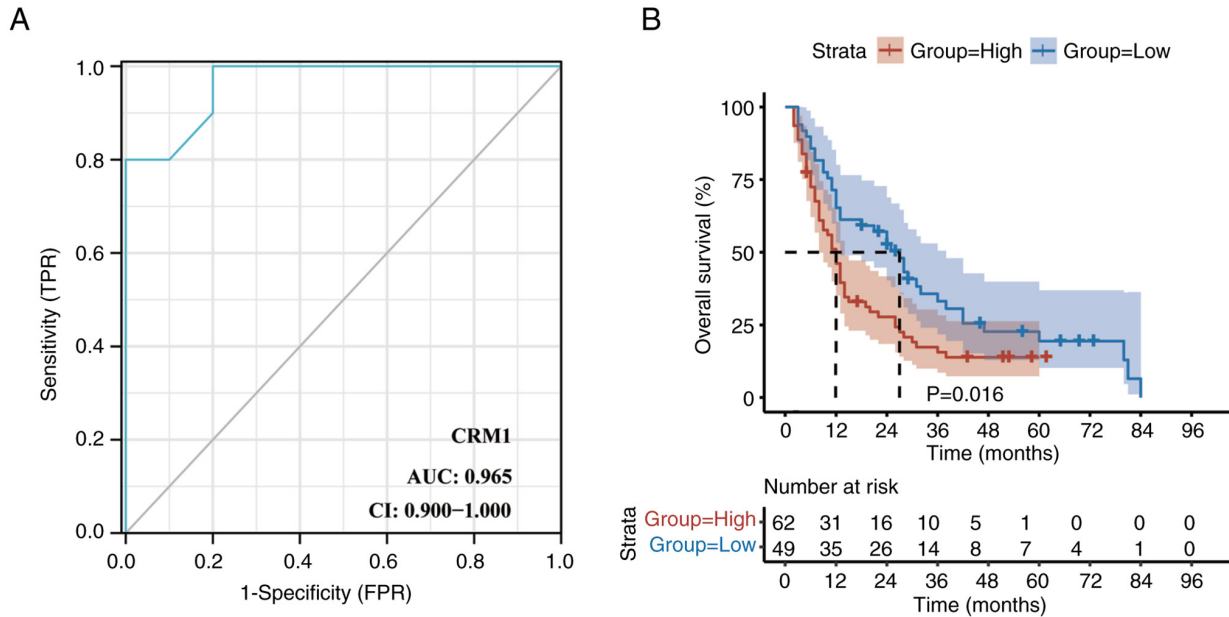 A
1.0
0.8
0.6
0.4
0.2
0.0
Sensitivity (TPR)
CRM1
AUC: 0.965
CI: 0.900–1.000
0.0 0.2 0.4 0.6 0.8 1.0
1-Specificity (FPR)
B
Strata Group=High Group=Low
100
75
50
25
0
Overall survival (%)
P=0.016
0 12 24 36 48 60 72 84 96
Time (months)
Number at risk
Strata
Group=High 62 31 16 10 5 1 0 0 0
Group=Low 49 35 26 14 8 7 4 1 0
0 12 24 36 48 60 72 84 96
Time (months)